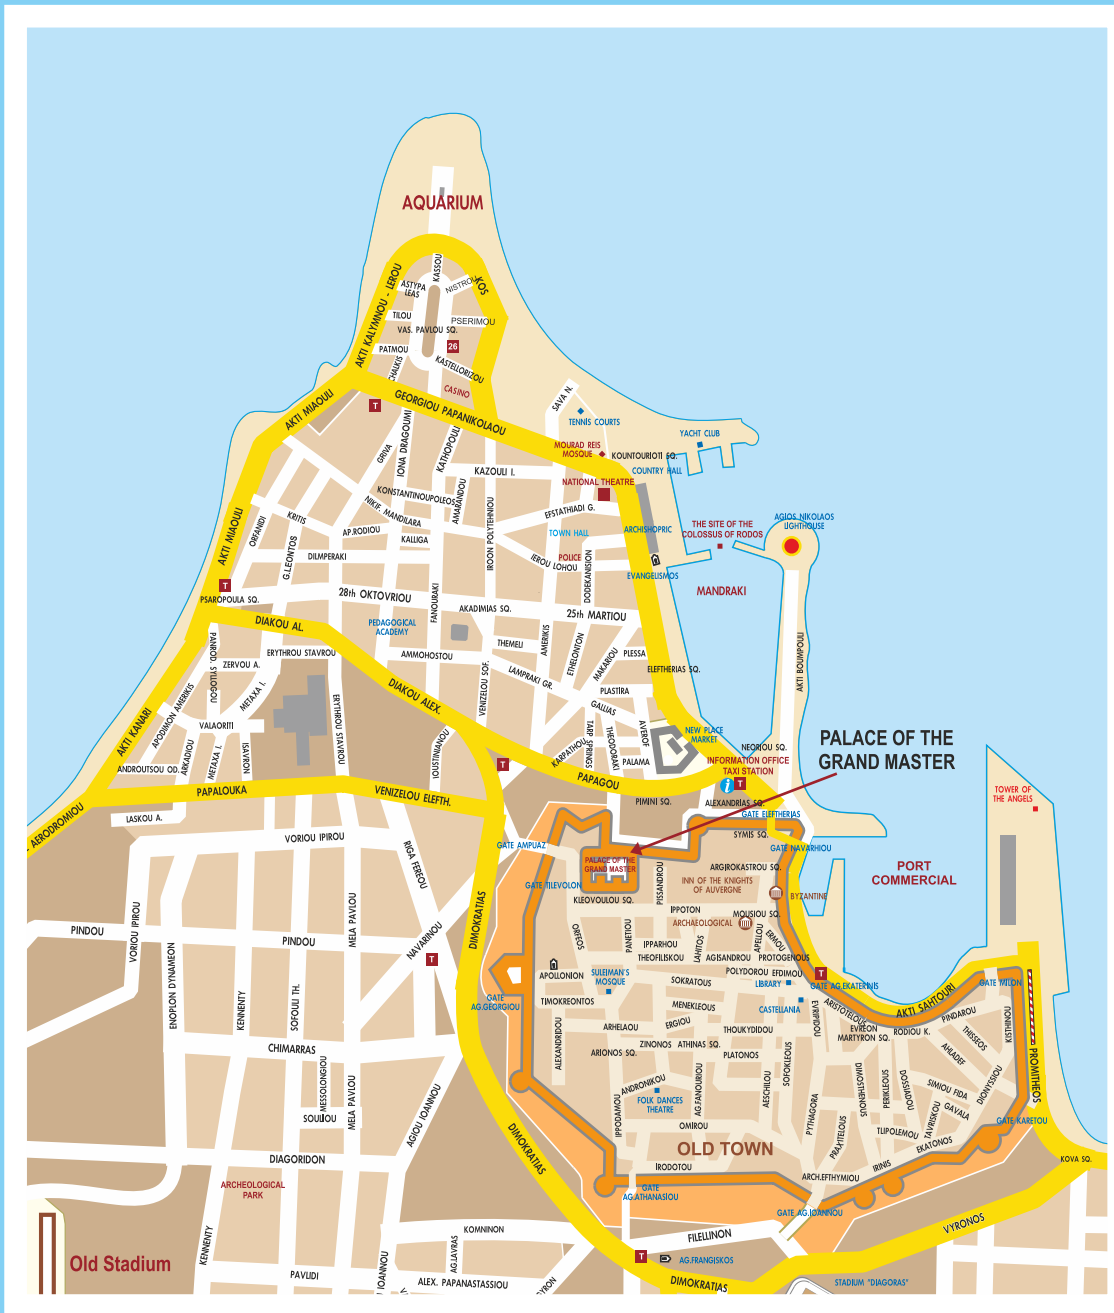 AQUARIUM
KASSOU
KOS
AKTI KALYMNOU - LEROU
ASTYPA
LEAS
NISTROU
TILOU
PSERIMOU
VAS. PAVLOU SQ.
26
PATMOU
CHALKIS
KASTELLORIZOU
CASINO
AKTI MIAOULI
T
GEORGIOU PAPANIKOLAOU
SAVA N.
TENNIS COURTS
YACHT CLUB
GRIVA
IONA DRAGOUMI
KATHOPOULI
MOURAD REIS
MOSQUE
KOUNTOURIOTI SQ.
COUNTRY HALL
KAZOULI I.
NATIONAL THEATRE
KONSTANTINOUPOLEOS
AMARANDOU
NIKIF. MANDILARA
IROON POLYTEHNIOU
EFSTATHIADI G.
ARCHISHOPRIC
THE SITE OF THE
COLOSSUS OF RODOS
AGIOS NIKOLAOS
LIGHTHOUSE
AKTI MIAOULI
ORFANIDI
KRITIS
AP.RODIOU
KALLIGA
TOWN HALL
G.LEONTOS
DILMPERAKI
IEROU LOHOU
POLICE
DODEKANISION
EVANGELISMOS
MANDRAKI
T
PSAROPOULA SQ.
28th OKTOVRIOU
FANOURAKI
AKADIMIAS SQ.
25th MARTIOU
DIAKOU AL.
PEDAGOGICAL
ACADEMY
THEMELI
AMERIKIS
ETHELONTON
MAKARIOU
PLESSA
AKTI BOUMPOULI
PANROD. SYLLOGOU
ZERVOU A.
ERYTHROU STAVROU
AMMOHOSTOU
LAMPRAKI GR.
ELEFTHERIAS SQ.
VENIZELOU SOF.
DIAKOU ALEX.
PLASTIRA
GALLIAS
AKTI KANARI
APODIMON AMERIKIS
METAXA I.
ERYTHROU STAVROU
VALAORITI
ARKADIOU
METAXA I.
ISAVRON
ANDROUTSOU OD.
IOUSTINIANOU
KARPATHOU
TARP SPRINGS
THEODORAKI
AVEROF
PALAMA
NEW PLACE
MARKET
NEORIOU SQ.
PALACE OF THE
GRAND MASTER
T
INFORMATION OFFICE
TAXI STATION
i
T
PAPAGOU
PIMINI SQ.
ALEXANDRIAS SQ.
TOWER OF
THE ANGELS
PAPALOUKA
VENIZELOU ELEFTH.
AERODROMIOU
LASKOU A.
GATE ELEFTHERIAS
SYMIS SQ.
GATE NAVARHIOU
VORIOU IPIROU
RIGA FEREOU
GATE AMPUAZ
PALACE OF THE
GRAND MASTER
ARGIROKASTROU SQ.
PORT
COMMERCIAL
GATE TILEVOLON
PISSANDROU
INN OF THE KNIGHTS
OF AUVERGNE
BYZANTINE
KLEOVOULOU SQ.
IPPOTON
MOUSIOU SQ.
ARCHAEOLOGICAL
VORIOU IPIROU
PINDOU
PINDOU
MELA PAVLOU
NAVARINOU
DIMOKRATIAS
ORFEOS
PANETIOU
IPPARHOU
LAHITOS
APELLOU
ERMOU
THEOFILISKOU
AGISANDROU
PROTOGENOUS
T
ENOPLION DYNAMEON
APOLLONION
SULEIMAN'S
MOSQUE
POLYDOROU
EFDIMOU
SOKRATOUS
LIBRARY
T
GATE AG.EKATERINIS
GATE MILON
KENNENTY
SOFOULI TH.
GATE
AG.GEORGIOU
TIMOKREONTOS
MENEKLEOUS
CASTELLANIA
EVRIPIDOU
ARISTOTELOUS
AKTI SAHTOURI
PINDAROU
KISTHINOU
ALEXANDRIDOU
ARHELAOU
ERGIOU
THOUKYDIDOU
EVREON
MARTYRON SQ.
RODIOU K.
THISSEOS
CHIMARRAS
ARIONOS SQ.
ZINONOS
ATHINAS SQ.
PLATONOS
SOFOKLEOUS
AHLADEF
PROMITHEOS
MESSOLONGIOU
MELA PAVLOU
ANDRONIKOU
AG.FANOURIOU
AESCHILOU
DIMOSTHENOUS
PERIKLEOUS
DOSSIADOU
SIMIOU FIDA
DIONYSSIOU
FOLK DANCES
THEATRE
IPPODAMOU
PYTHAGORA
TAVRISKOU
GAVALA
GATE KARETOU
SOULIOU
AGIOU IOANNOU
OMIROU
PRAXITELOUS
TLIPOLEMOU
EKATONOS
DIMOKRATIAS
OLD TOWN
KOVA SQ.
DIAGORIDON
IRODOTOU
IRINIS
ARCH.EFTHYMIOU
ARCHEOLOGICAL
PARK
GATE
AG.ATHANASIOU
GATE AG.IOANNOU
KENNENTY
KOMNINON
FILELLINON
VYRONOS
Old Stadium
AG.LAVRAS
T
AG.FRANGISKOS
PAVLIDI
IOANNOU
ALEX. PAPANASTASSIOU
YRON
DIMOKRATIAS
STADIUM "DIAGORAS"